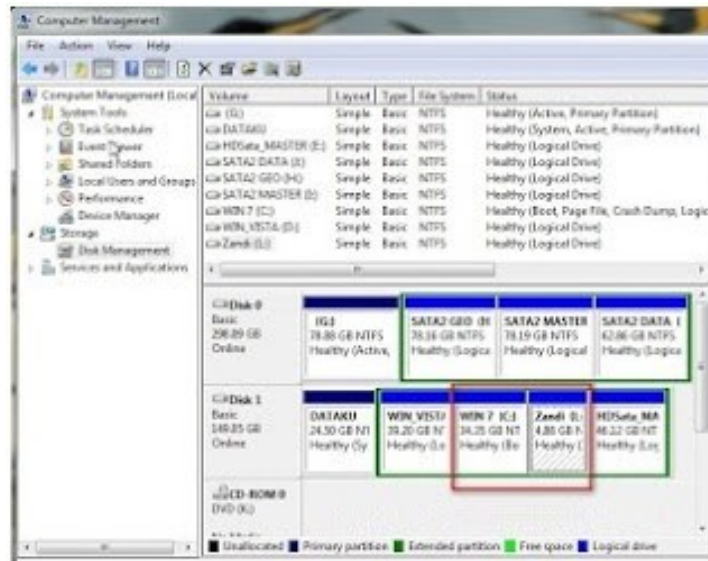 Computer Management
File Action View Help
Computer Management (Local
System Tools
Task Scheduler
Event Viewer
Shared Folders
Local Users and Groups
Performance
Device Manager
Storage
Disk Management
Services and Applications
Volume Layout Type File System Status
(G:) Simple Basic NTFS Healthy (Active, Primary Partition)
DATAKU Simple Basic NTFS Healthy (System, Active, Primary Partition)
HDSata_MASTER (E:) Simple Basic NTFS Healthy (Logical Drive)
SATA2 DATA Simple Basic NTFS Healthy (Logical Drive)
SATA2 GEO (H:) Simple Basic NTFS Healthy (Logical Drive)
SATA2 MASTER Simple Basic NTFS Healthy (Logical Drive)
WIN 7 (C:) Simple Basic NTFS Healthy (Boot, Page File, Crash Dump, Logic
WIN_VISTA (D:) Simple Basic NTFS Healthy (Logical Drive)
Zandi (L:) Simple Basic NTFS Healthy (Logical Drive)
Disk 0
Basic
298.09 GB
Online
(G:)
78.88 GB NTFS
Healthy (Active,
SATA2 GEO (H
78.16 GB NTFS
Healthy (Logica
SATA2 MASTER
78.19 GB NTFS
Healthy (Logical
SATA2 DATA (
62.86 GB NTFS
Healthy (Logica
Disk 1
Basic
149.05 GB
Online
DATAKU
24.50 GB NT
Healthy (Sy
WIN_VISTA
39.20 GB NT
Healthy (Lo
WIN 7 (C:)
34.25 GB NT
Healthy (Bo
Zandi (L:
4.88 GB N
Healthy (
HDSata_MA
46.22 GB NT
Healthy (Log
CD-ROM 0
DVD (K:)
Unallocated Primary partition Extended partition Free space Logical drive